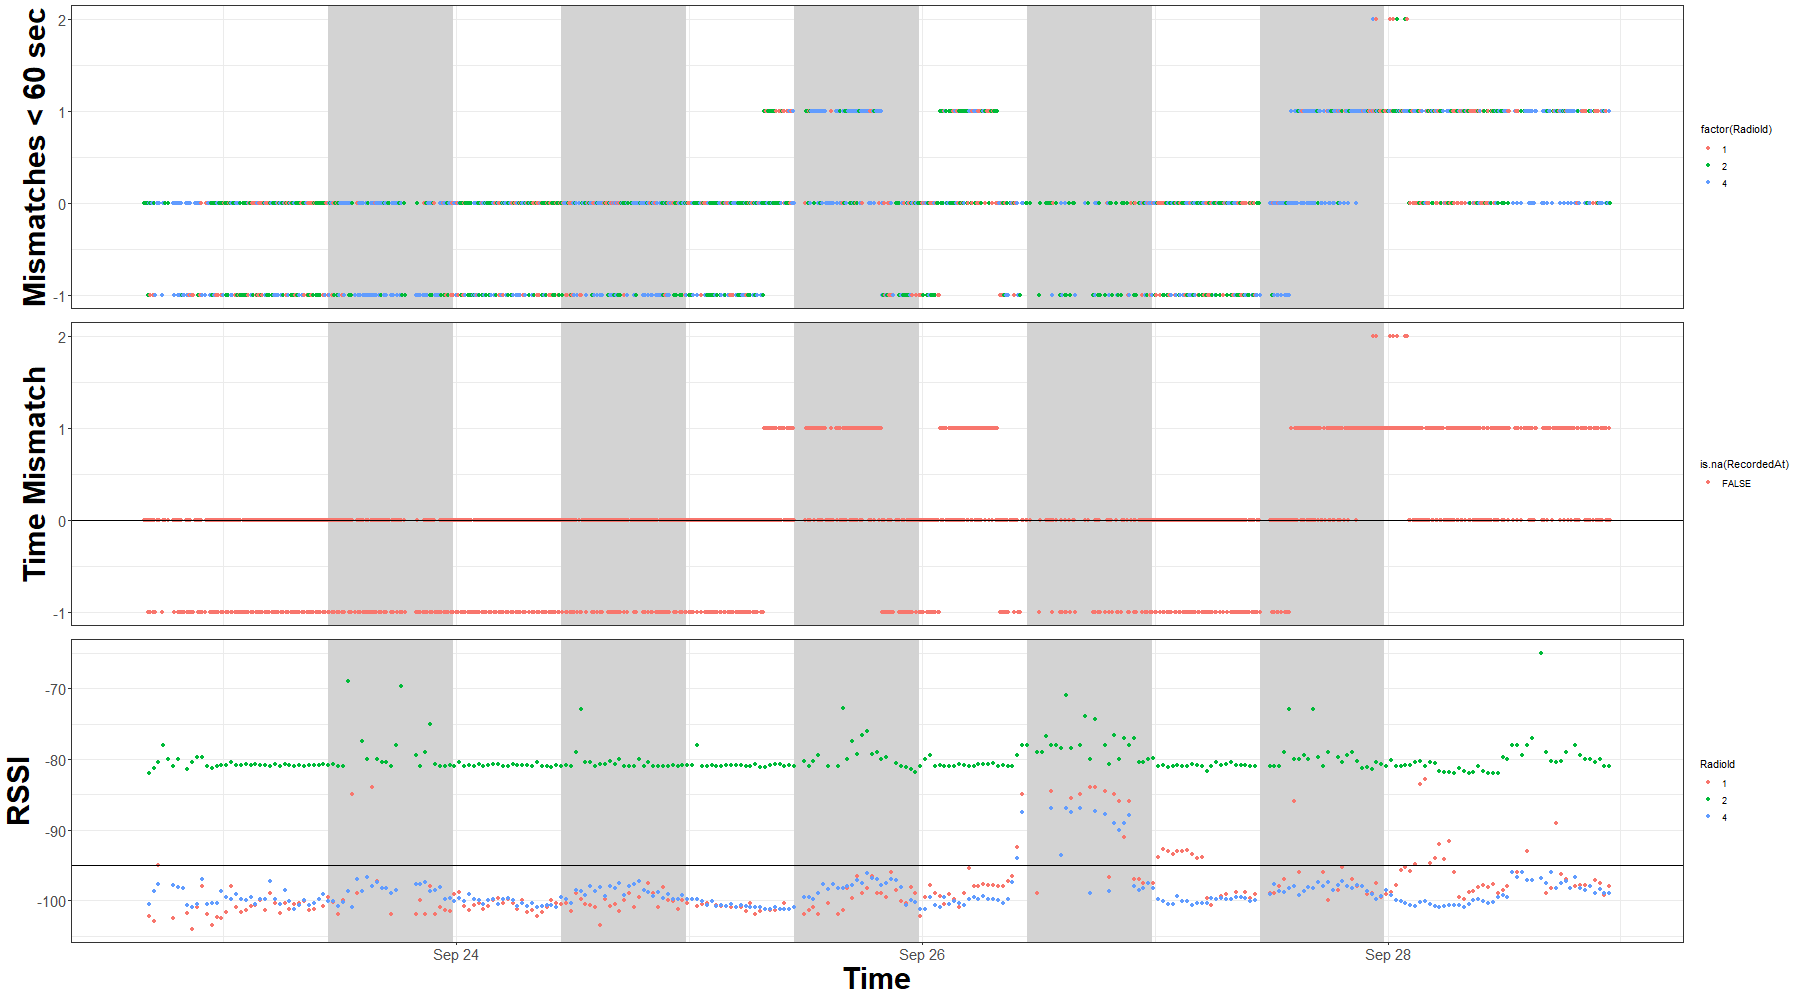 Mismatches < 60 sec
2
1
0
-1
factor(RadioId)
1
2
4
Time Mismatch
2
1
0
-1
is.na(RecordedAt)
FALSE
RSSI
-70
-80
-90
-100
RadioId
1
2
4
Sep 24
Sep 26
Sep 28
Time